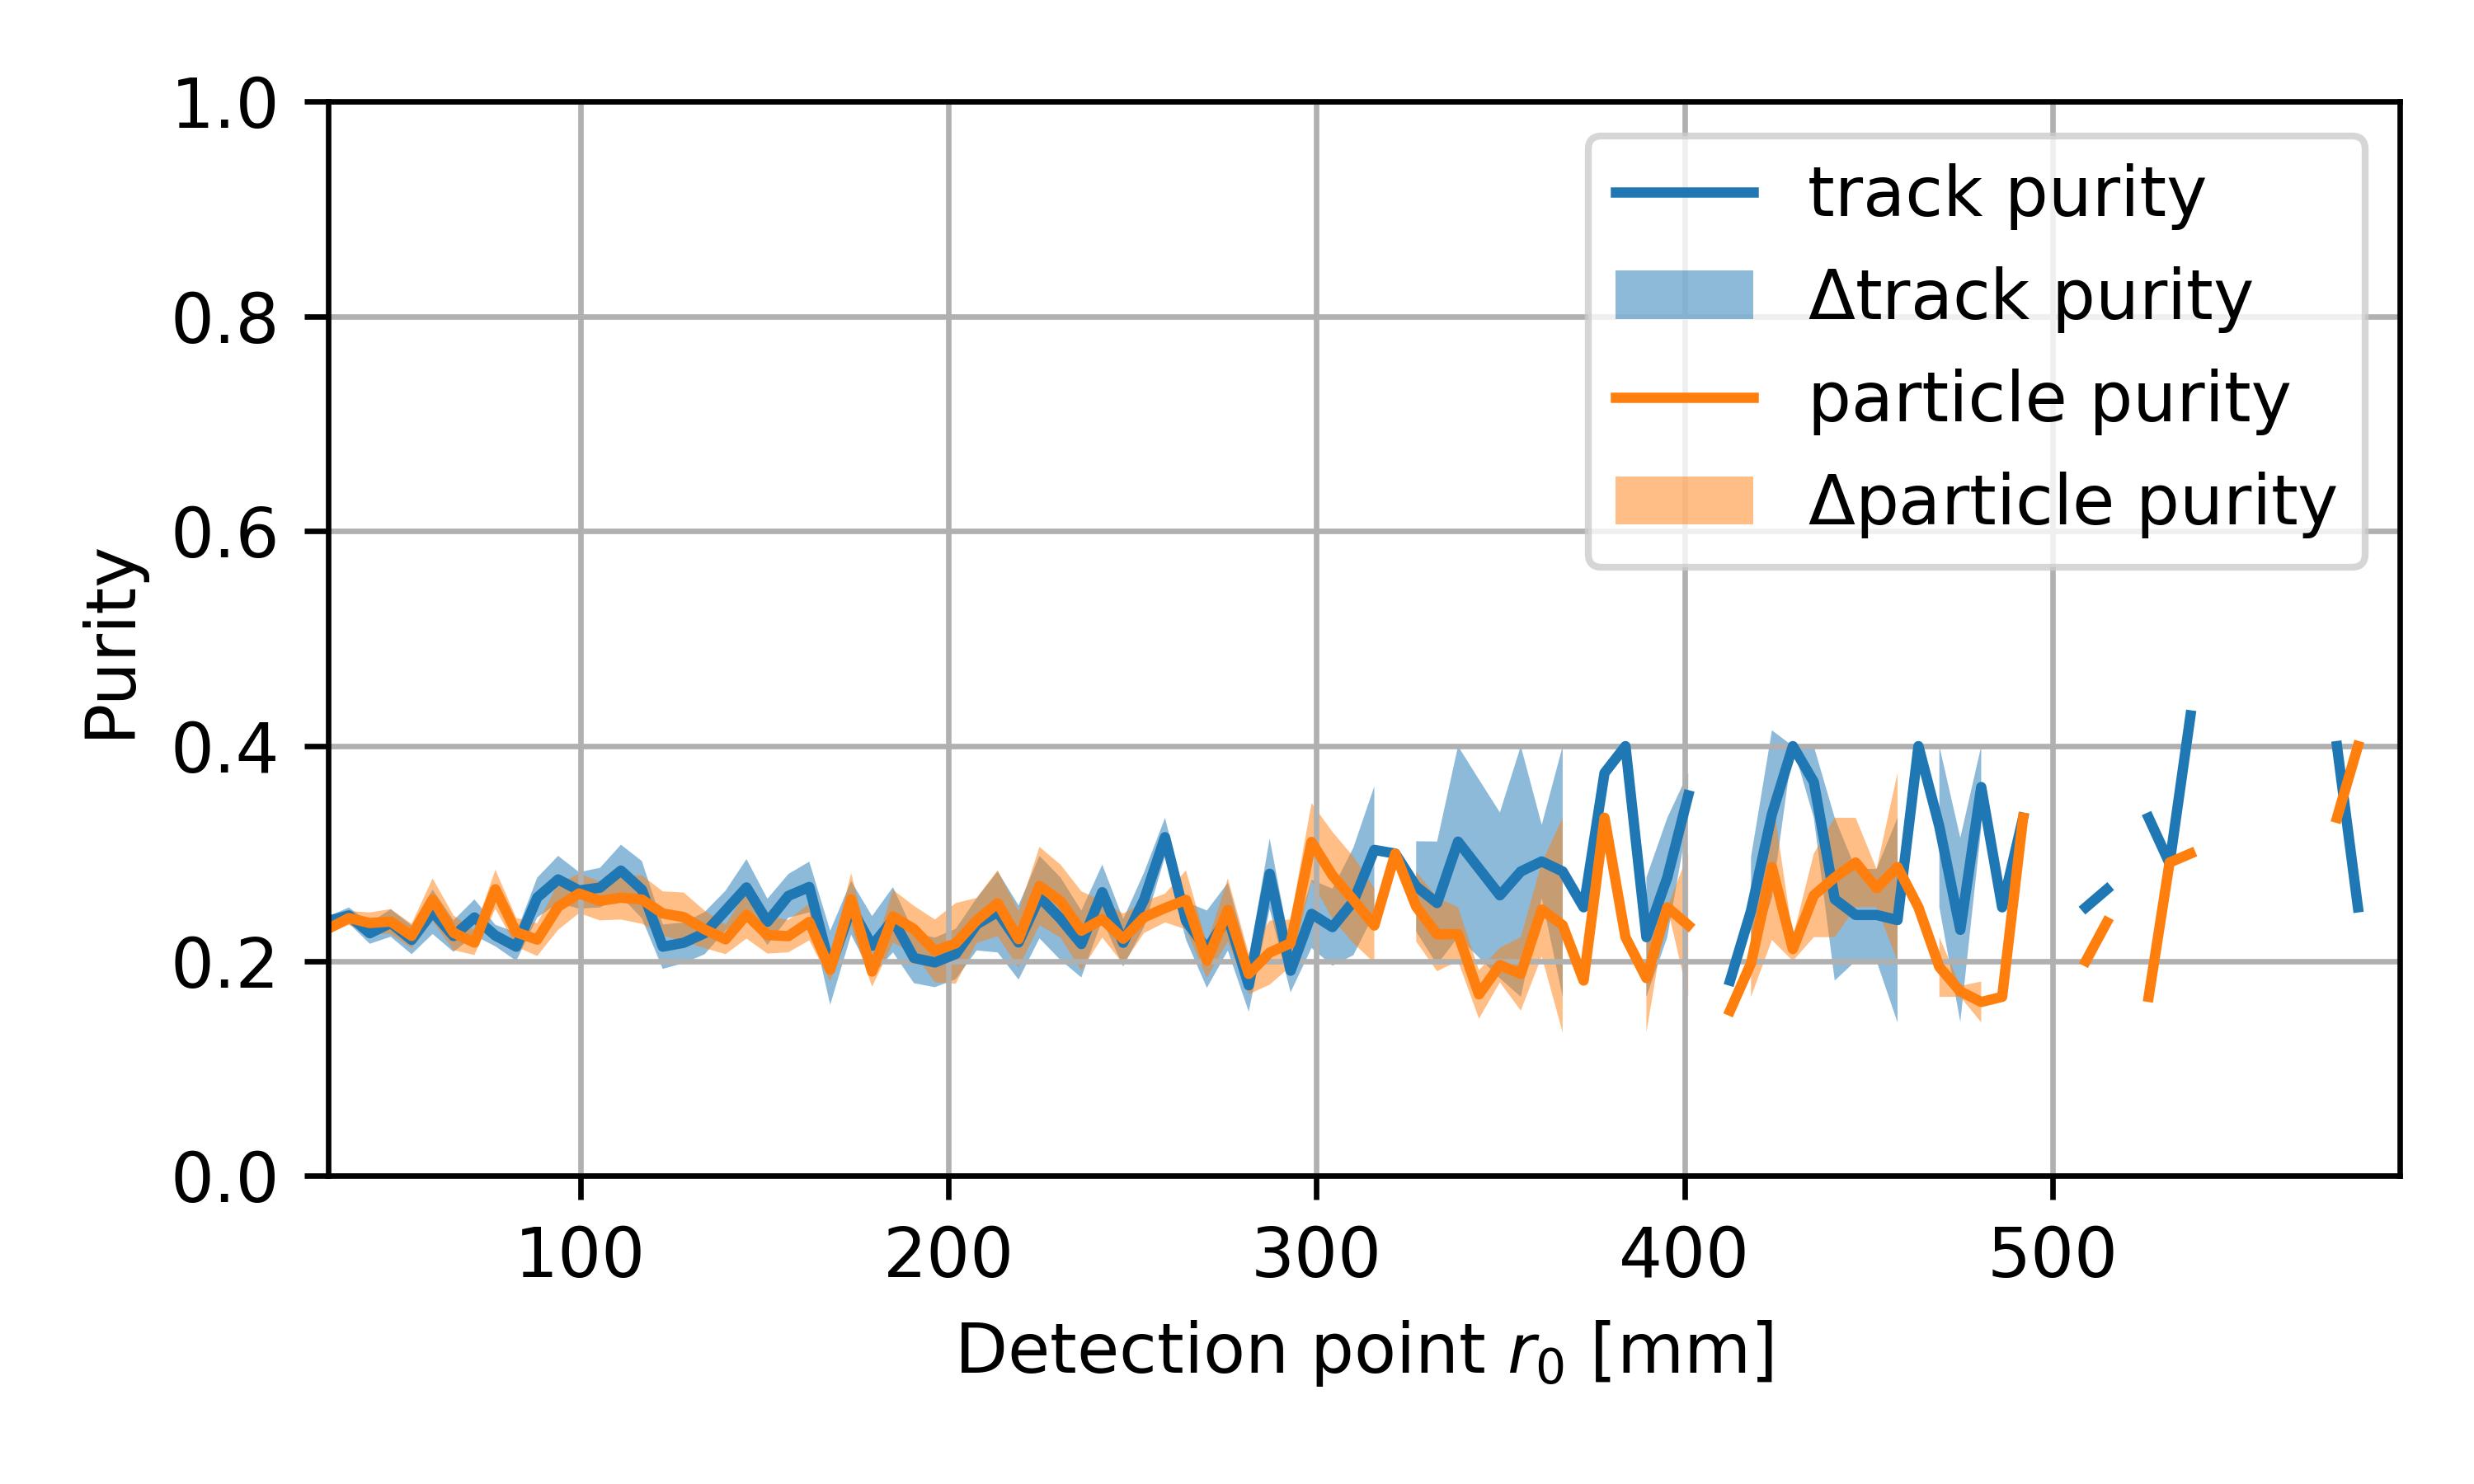 1.0
0.8
0.6
0.4
0.2
0.0
Purity
track purity
Δtrack purity
particle purity
Δparticle purity
100 200 300 400 500
Detection point r₀ [mm]